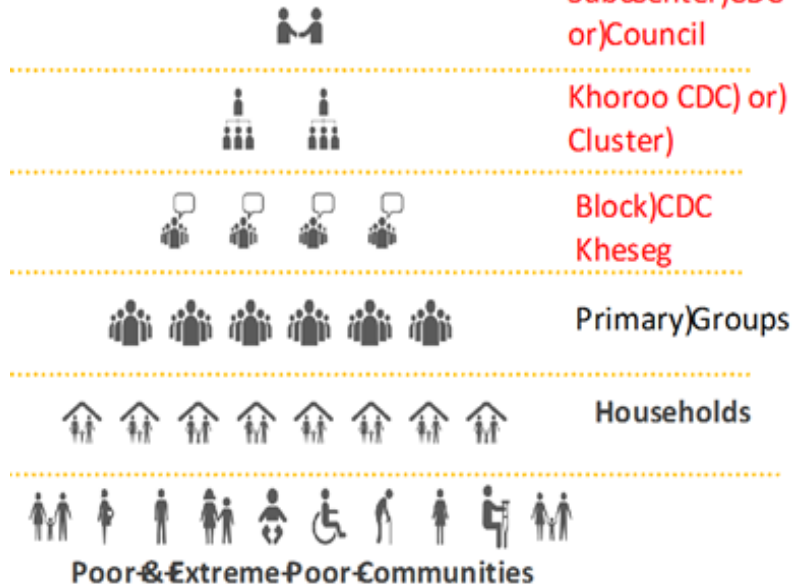 or)Council
Khoroo CDC) or)
Cluster)
Block)CDC
Kheseg
Primary)Groups
Households
Poor-&-Extreme-Poor-Communities